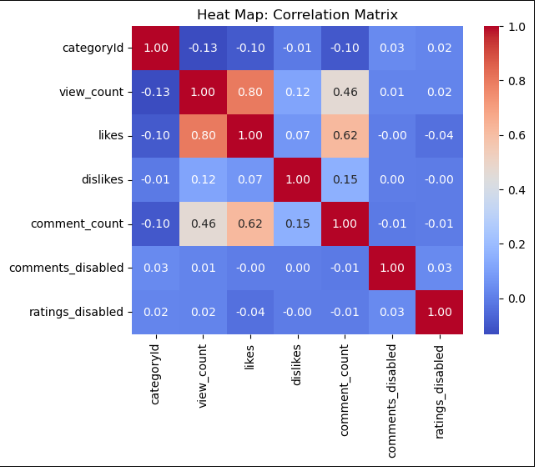 Heat Map: Correlation Matrix
categoryId 1.00 -0.13 -0.10 -0.01 -0.10 0.03 0.02
view_count -0.13 1.00 0.80 0.12 0.46 0.01 0.02
likes -0.10 0.80 1.00 0.07 0.62 -0.00 -0.04
dislikes -0.01 0.12 0.07 1.00 0.15 0.00 -0.00
comment_count -0.10 0.46 0.62 0.15 1.00 -0.01 -0.01
comments_disabled 0.03 0.01 -0.00 0.00 -0.01 1.00 0.03
ratings_disabled 0.02 0.02 -0.04 -0.00 -0.01 0.03 1.00
categoryId
view_count
likes
dislikes
comment_count
comments_disabled
ratings_disabled
1.0
0.8
0.6
0.4
0.2
0.0